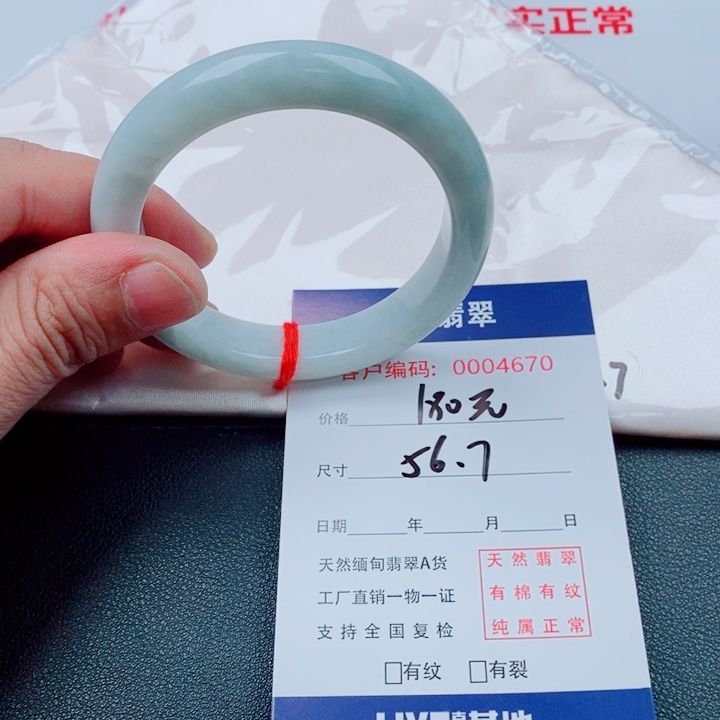 实正常
翡翠
客户编码: 0004670
.7
价格 180元
尺寸 56.7
日期 年 月 日
天然缅甸翡翠A货
工厂直销一物一证
支持全国复检
天然翡翠
有棉有纹
纯属正常
□有纹 □有裂